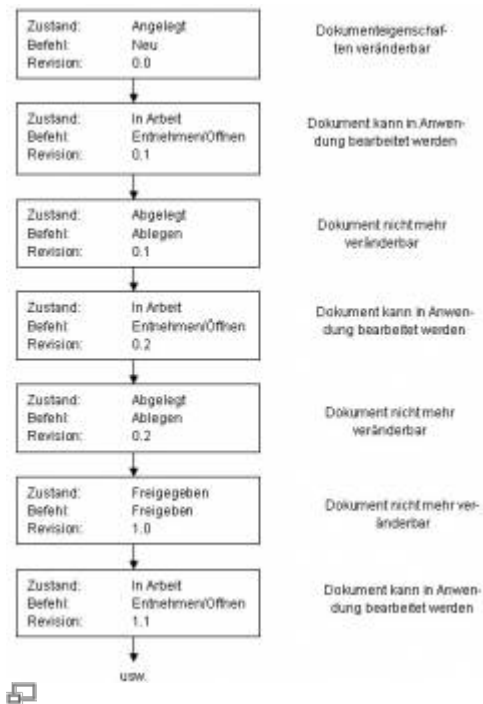 Zustand: Angelegt
Befehl: Neu
Revision: 0.0
Dokumenteigenschaf-
ten veränderbar
Zustand: In Arbeit
Befehl: Entnehmen/Öffnen
Revision: 0.1
Dokument kann in Anwen-
dung bearbeitet werden
Zustand: Abgelegt
Befehl: Ablegen
Revision: 0.1
Dokument nicht mehr
veränderbar
Zustand: In Arbeit
Befehl: Entnehmen/Öffnen
Revision: 0.2
Dokument kann in Anwen-
dung bearbeitet werden
Zustand: Abgelegt
Befehl: Ablegen
Revision: 0.2
Dokument nicht mehr
veränderbar
Zustand: Freigegeben
Befehl: Freigeben
Revision: 1.0
Dokument nicht mehr ver-
änderbar
Zustand: In Arbeit
Befehl: Entnehmen/Öffnen
Revision: 1.1
Dokument kann in Anwen-
dung bearbeitet werden
usw.